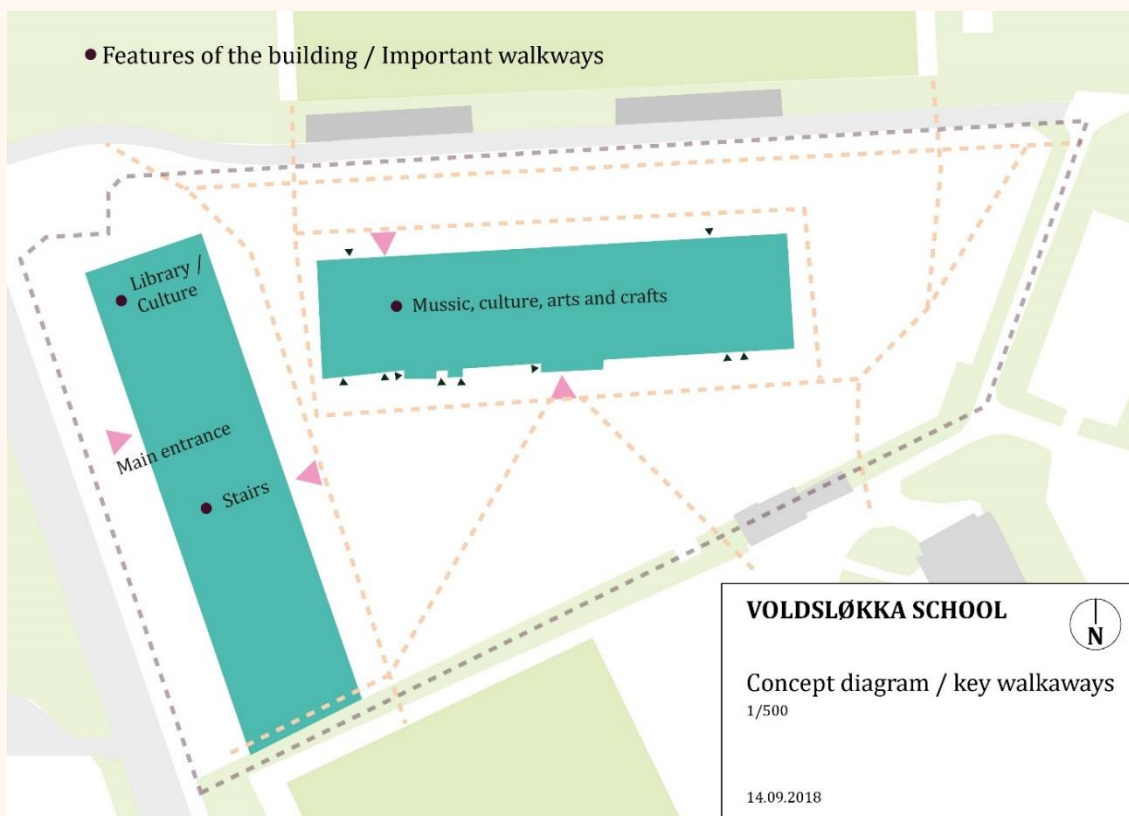 Features of the building / Important walkways
Library /
Culture
Mussic, culture, arts and crafts
Main entrance
Stairs
VOLDSLØKKA SCHOOL
N
Concept diagram / key walkaways
1/500
14.09.2018